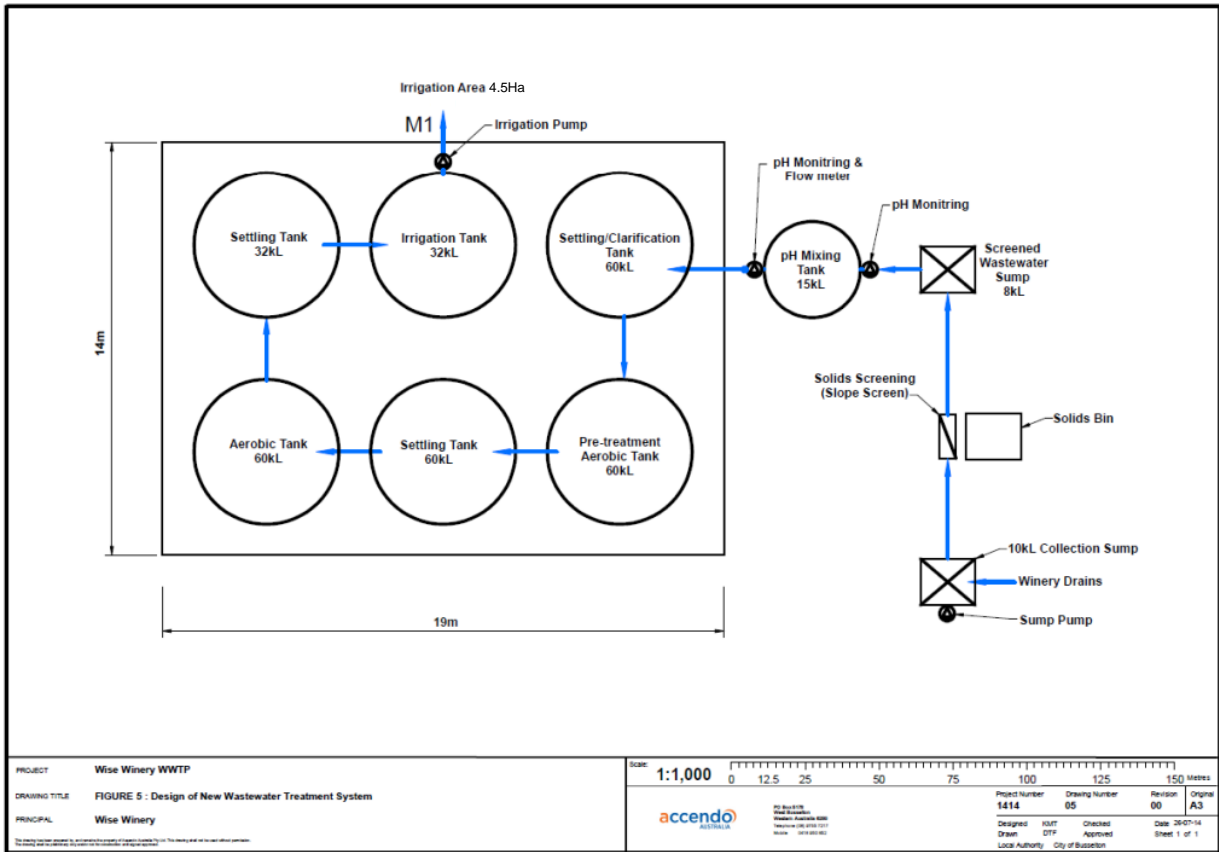 Irrigation Area 4.5Ha
M1
Irrigation Pump
pH Monitring &
Flow meter
pH Monitring
Settling Tank
32kL
Irrigation Tank
32kL
Settling/Clarification
Tank
60kL
pH Mixing
Tank
15kL
Screened
Wastewater
Sump
8kL
14m
Solids Screening
(Slope Screen)
Solids Bin
Aerobic Tank
60kL
Settling Tank
60kL
Pre-treatment
Aerobic Tank
60kL
10kL Collection Sump
Winery Drains
Sump Pump
19m
PROJECT Wise Winery WWTP
DRAWING TITLE FIGURE 5 : Design of New Wastewater Treatment System
PRINCIPAL Wise Winery
Scale: 1:1,000 0 12.5 25 50 75 100 125 150 Metres
accendo
AUSTRALIA
West Busselton
Project Number Drawing Number Revision Original
1414 05 00 A3
Designed KMT Checked Date
Drawn DTF Approved Sheet 1 of 1
Local Authority City of Busselton